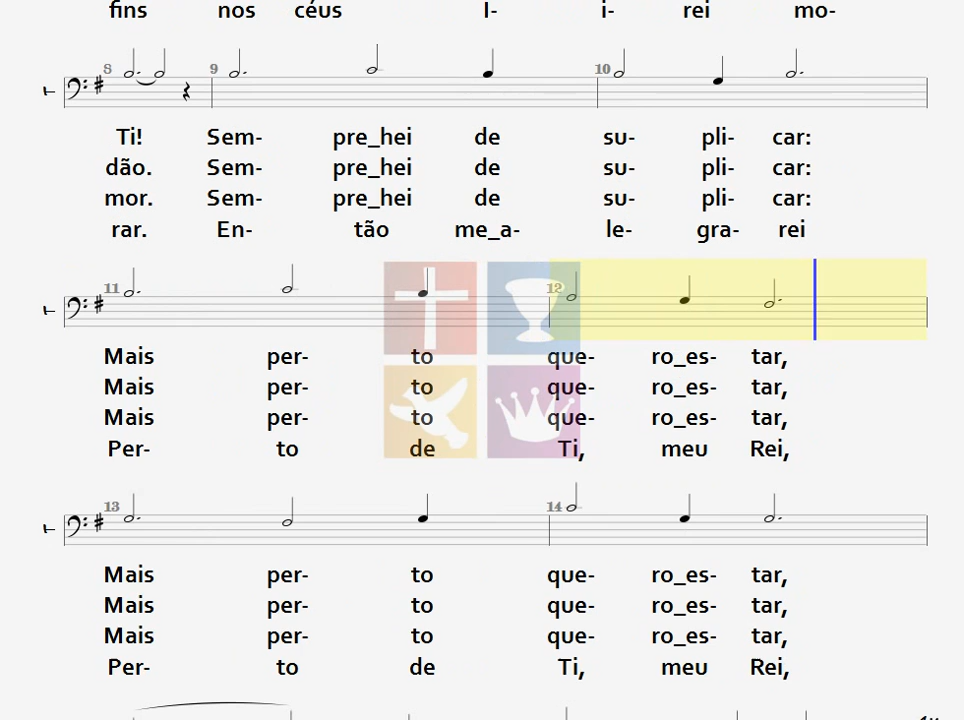 fins nos céus I- i- rei mo-
8 9 10
T
Ti! Sem- pre_hei de su- pli- car:
dão. Sem- pre_hei de su- pli- car:
mor. Sem- pre_hei de su- pli- car:
rar. En- tão me_a- le- gra- rei
11 12
T
Mais per- to que- ro_es- tar,
Mais per- to que- ro_es- tar,
Mais per- to que- ro_es- tar,
Per- to de Ti, meu Rei,
13 14
T
Mais per- to que- ro_es- tar,
Mais per- to que- ro_es- tar,
Mais per- to que- ro_es- tar,
Per- to de Ti, meu Rei,